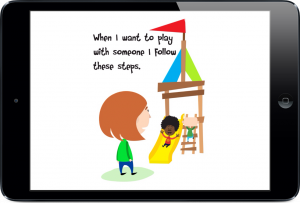 When I want to play
with someone I follow
these steps.